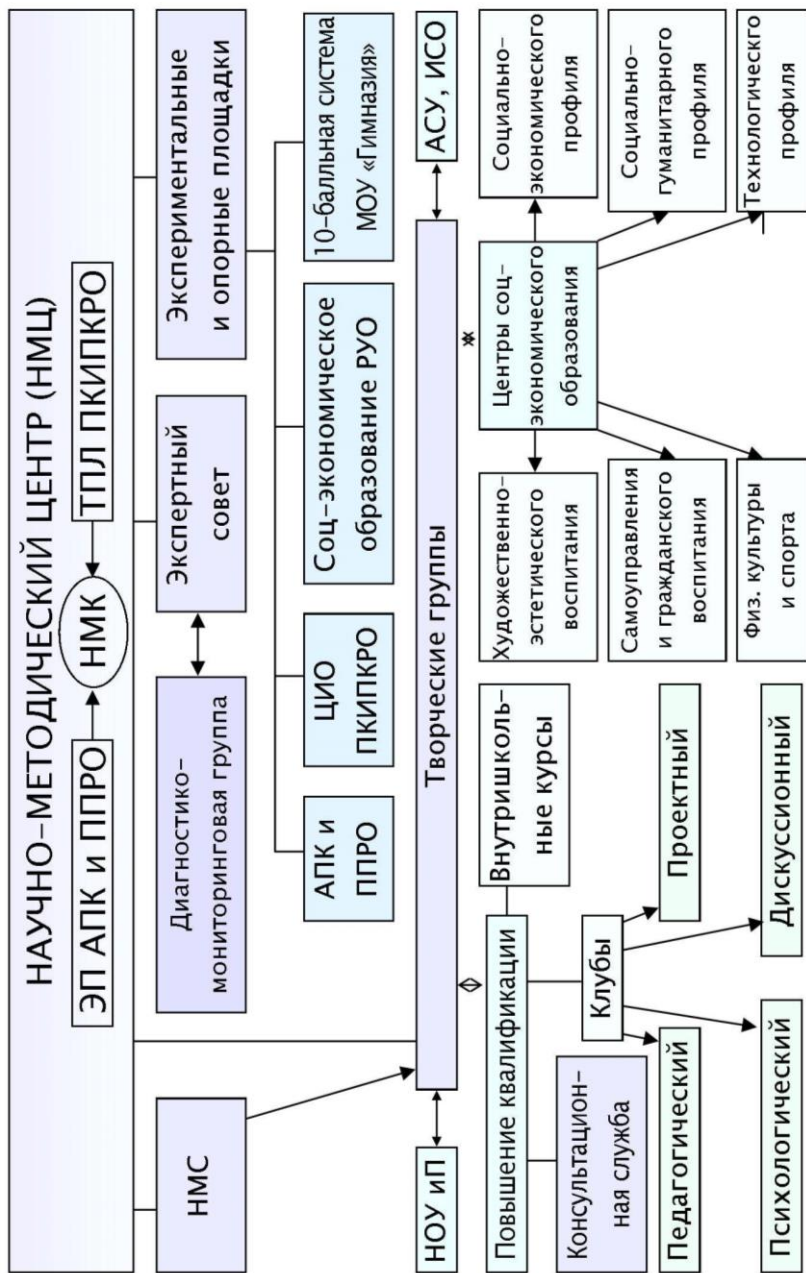 НАУЧНО-МЕТОДИЧЕСКИЙ ЦЕНТР (НМЦ)
ЭП АПК и ППРО
НМК
ТПЛ ПКИПКРО
НМС
Диагностико-
мониторинговая группа
Экспертный
совет
Экспериментальные
и опорные площадки
АПК и
ППРО
ЦИО
ПКИПКРО
Соц-экономическое
образование РУО
10-балльная система
МОУ «Гимназия»
НОУ иП
Творческие группы
АСУ, ИСО
Повышение квалификации
Внутришколь-
ные курсы
Консультацион-
ная служба
Клубы
Педагогический
Проектный
Психологический
Дискуссионный
Художественно-
эстетического
воспитания
Центры соц-
экономического
образования
Социально-
экономического
профиля
Самоуправления
и гражданского
воспитания
Социально-
гуманитарного
профиля
Физ. культуры
и спорта
Технологическго
профиля